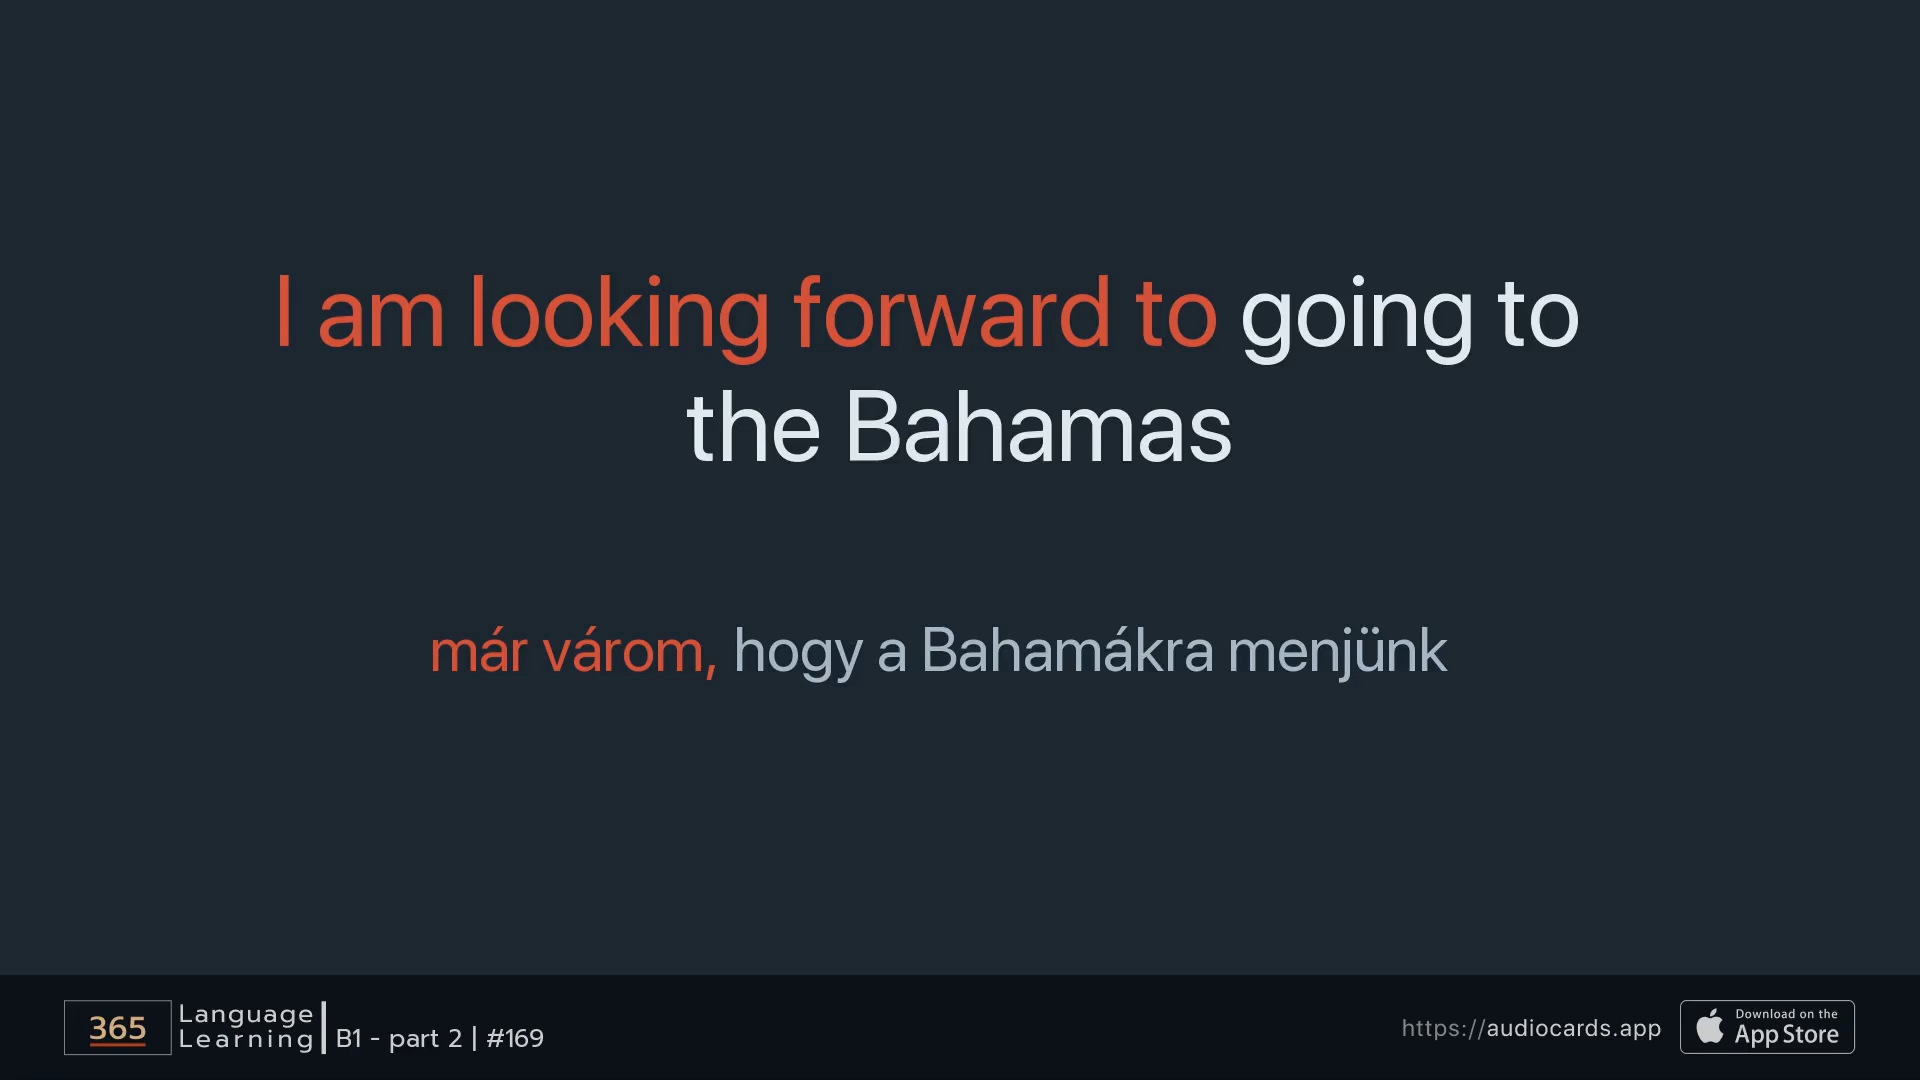 I am looking forward to going to
the Bahamas
már várom, hogy a Bahamákra menjünk
365
Language
Learning
B1 - part 2 | #169
https://audiocards.app
Download on the
App Store